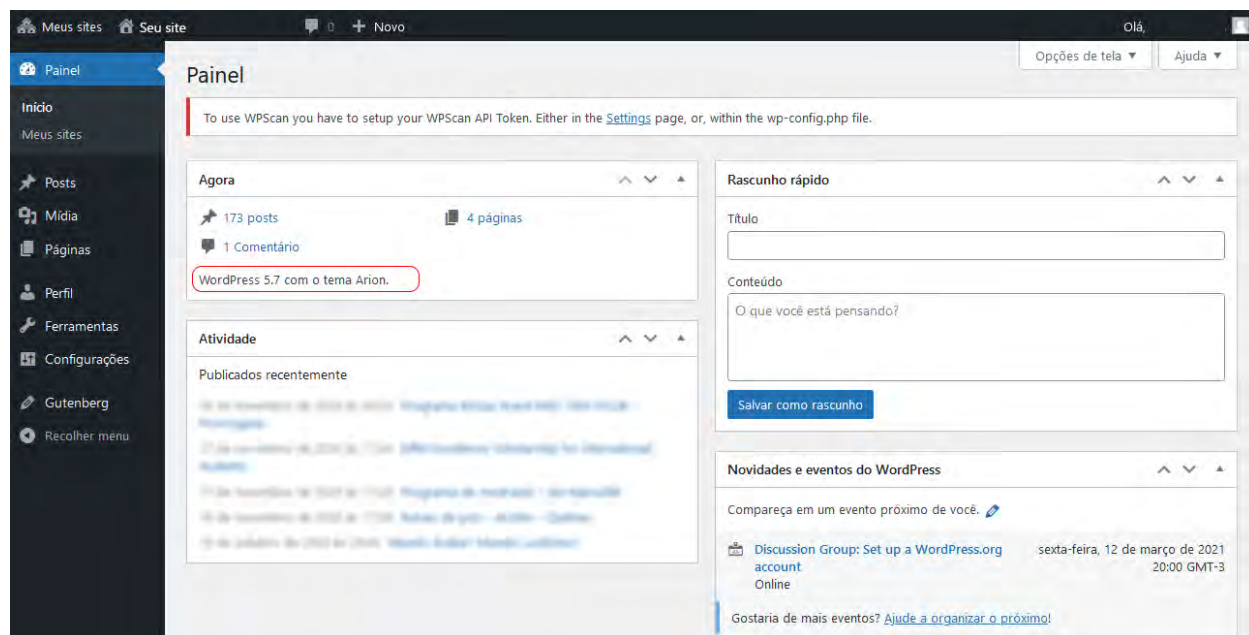 Meus sites
Seu site
0
+ Novo
Olá,
Opções de tela ▼
Ajuda ▼
Painel
Início
Meus sites
Posts
Mídia
Páginas
Perfil
Ferramentas
Configurações
Gutenberg
Recolher menu
Painel
To use WPScan you have to setup your WPScan API Token. Either in the Settings page, or, within the wp-config.php file.
Agora
173 posts
4 páginas
1 Comentário
WordPress 5.7 com o tema Arion.
Atividade
Publicados recentemente
Rascunho rápido
Título
Conteúdo
O que você está pensando?
Salvar como rascunho
Novidades e eventos do WordPress
Compareça em um evento próximo de você.
Discussion Group: Set up a WordPress.org
account
Online
sexta-feira, 12 de março de 2021
20:00 GMT-3
Gostaria de mais eventos? Ajude a organizar o próximo!